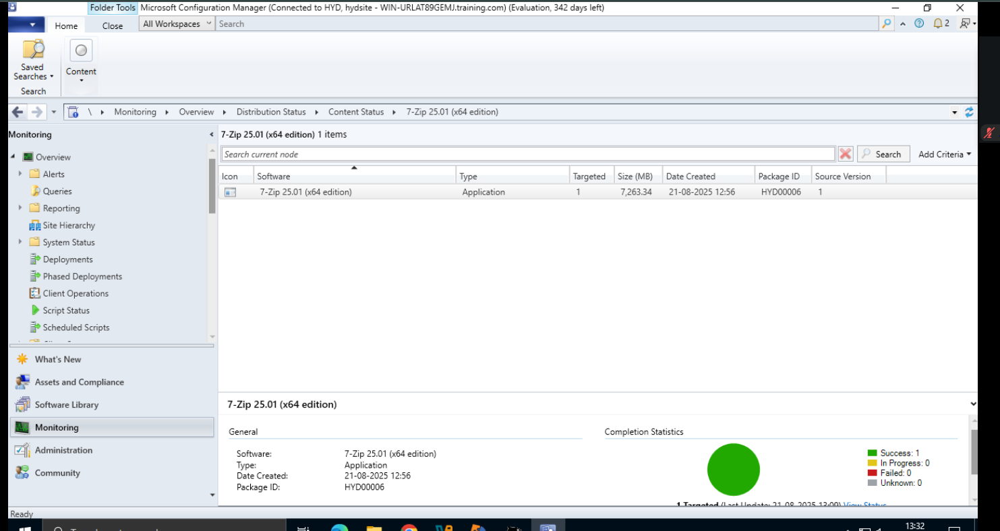 Folder Tools Microsoft Configuration Manager (Connected to HYD, hydsite - WIN-URLAT89GEMJ.training.com) (Evaluation, 342 days left)
Home Close All Workspaces Search 2
Saved Searches
Content
Search
\ Monitoring Overview Distribution Status Content Status 7-Zip 25.01 (x64 edition)
Monitoring
7-Zip 25.01 (x64 edition) 1 items
Search current node Search Add Criteria
Icon Software Type Targeted Size (MB) Date Created Package ID Source Version
7-Zip 25.01 (x64 edition) Application 1 7,263.34 21-08-2025 12:56 HYD00006 1
Overview
Alerts
Queries
Reporting
Site Hierarchy
System Status
Deployments
Phased Deployments
Client Operations
Script Status
Scheduled Scripts
What's New
Assets and Compliance
Software Library
Monitoring
Administration
Community
7-Zip 25.01 (x64 edition)
General
Software: 7-Zip 25.01 (x64 edition)
Type: Application
Date Created: 21-08-2025 12:56
Package ID: HYD00006
Completion Statistics
Success: 1
In Progress: 0
Failed: 0
Unknown: 0
1 Targeted (Last Update: 21-08-2025 13:09) View Status
Ready
13:32